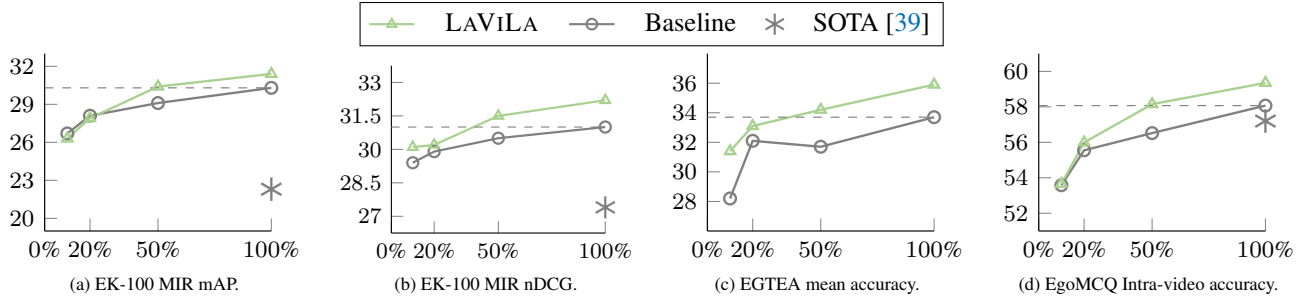 LAVILA Baseline SOTA [39]
32
29
26
23
20
0% 20% 50% 100%
(a) EK-100 MIR mAP.
33
31.5
30
28.5
27
0% 20% 50% 100%
(b) EK-100 MIR nDCG.
36
34
32
30
28
0% 20% 50% 100%
(c) EGTEA mean accuracy.
60
58
56
54
52
0% 20% 50% 100%
(d) EgoMCQ Intra-video accuracy.